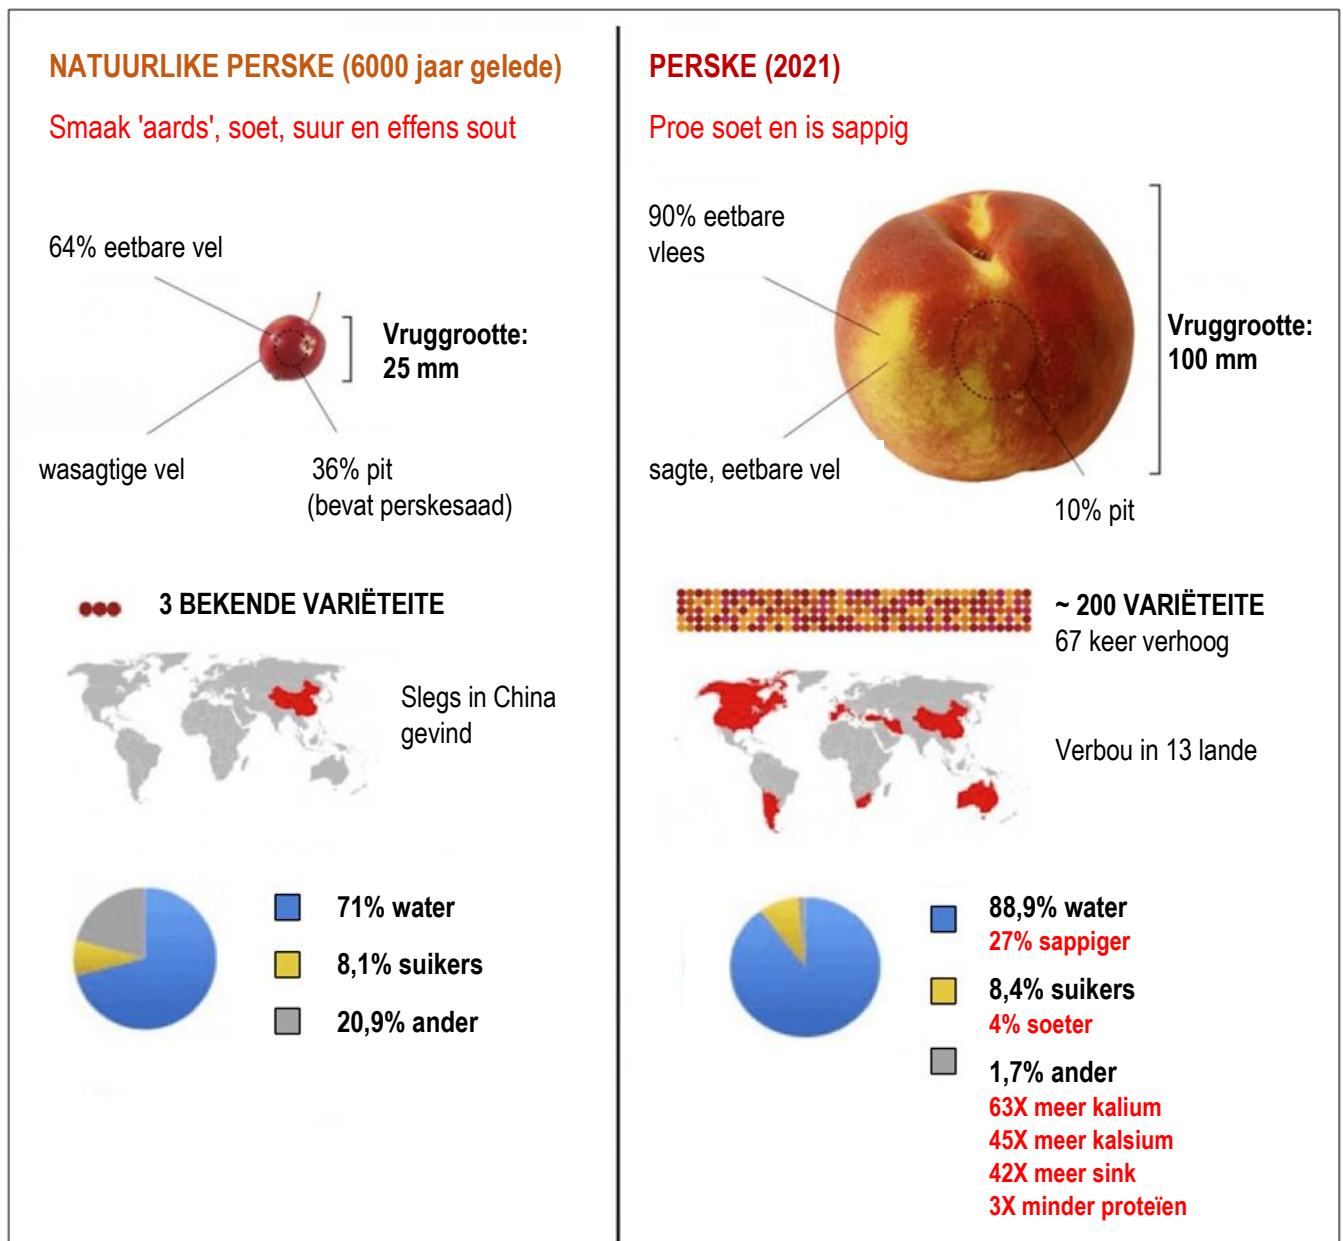 NATUURLIKE PERSKE (6000 jaar gelede)
Smaak 'aards', soet, suur en effens sout
64% eetbare vel
Vruggrootte:
25 mm
wasagtige vel
36% pit
(bevat perskesaad)
3 BEKENDE VARIËTEITE
Slegs in China
gevind
71% water
8,1% suikers
20,9% ander
PERSKE (2021)
Proe soet en is sappig
90% eetbare
vlees
Vruggrootte:
100 mm
sagte, eetbare vel
10% pit
~ 200 VARIËTEITE
67 keer verhoog
Verbou in 13 lande
88,9% water
27% sappiger
8,4% suikers
4% soeter
1,7% ander
63X meer kalium
45X meer kalsium
42X meer sink
3X minder proteïen